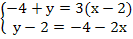 −4 + y = 3(x − 2)
y − 2 = −4 − 2x